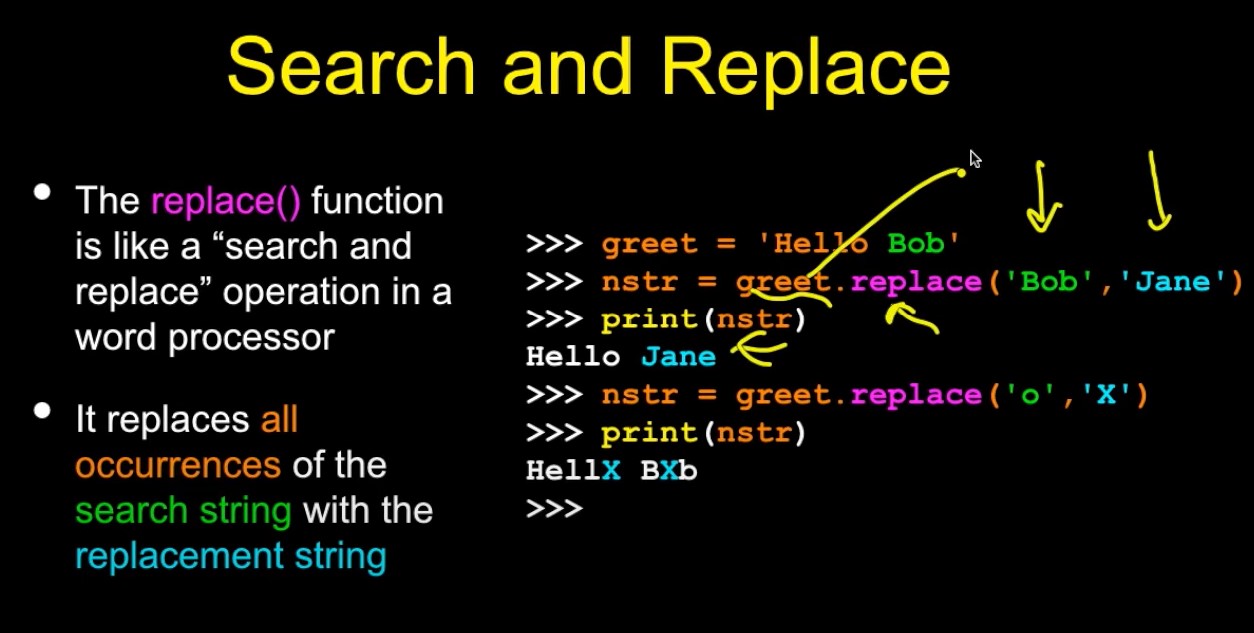 Search and Replace
• The replace() function
is like a “search and
replace” operation in a
word processor
• It replaces all
occurrences of the
search string with the
replacement string
>>> greet = 'Hello Bob'
>>> nstr = greet.replace('Bob','Jane')
>>> print(nstr)
Hello Jane
>>> nstr = greet.replace('o','X')
>>> print(nstr)
HellX BXb
>>>